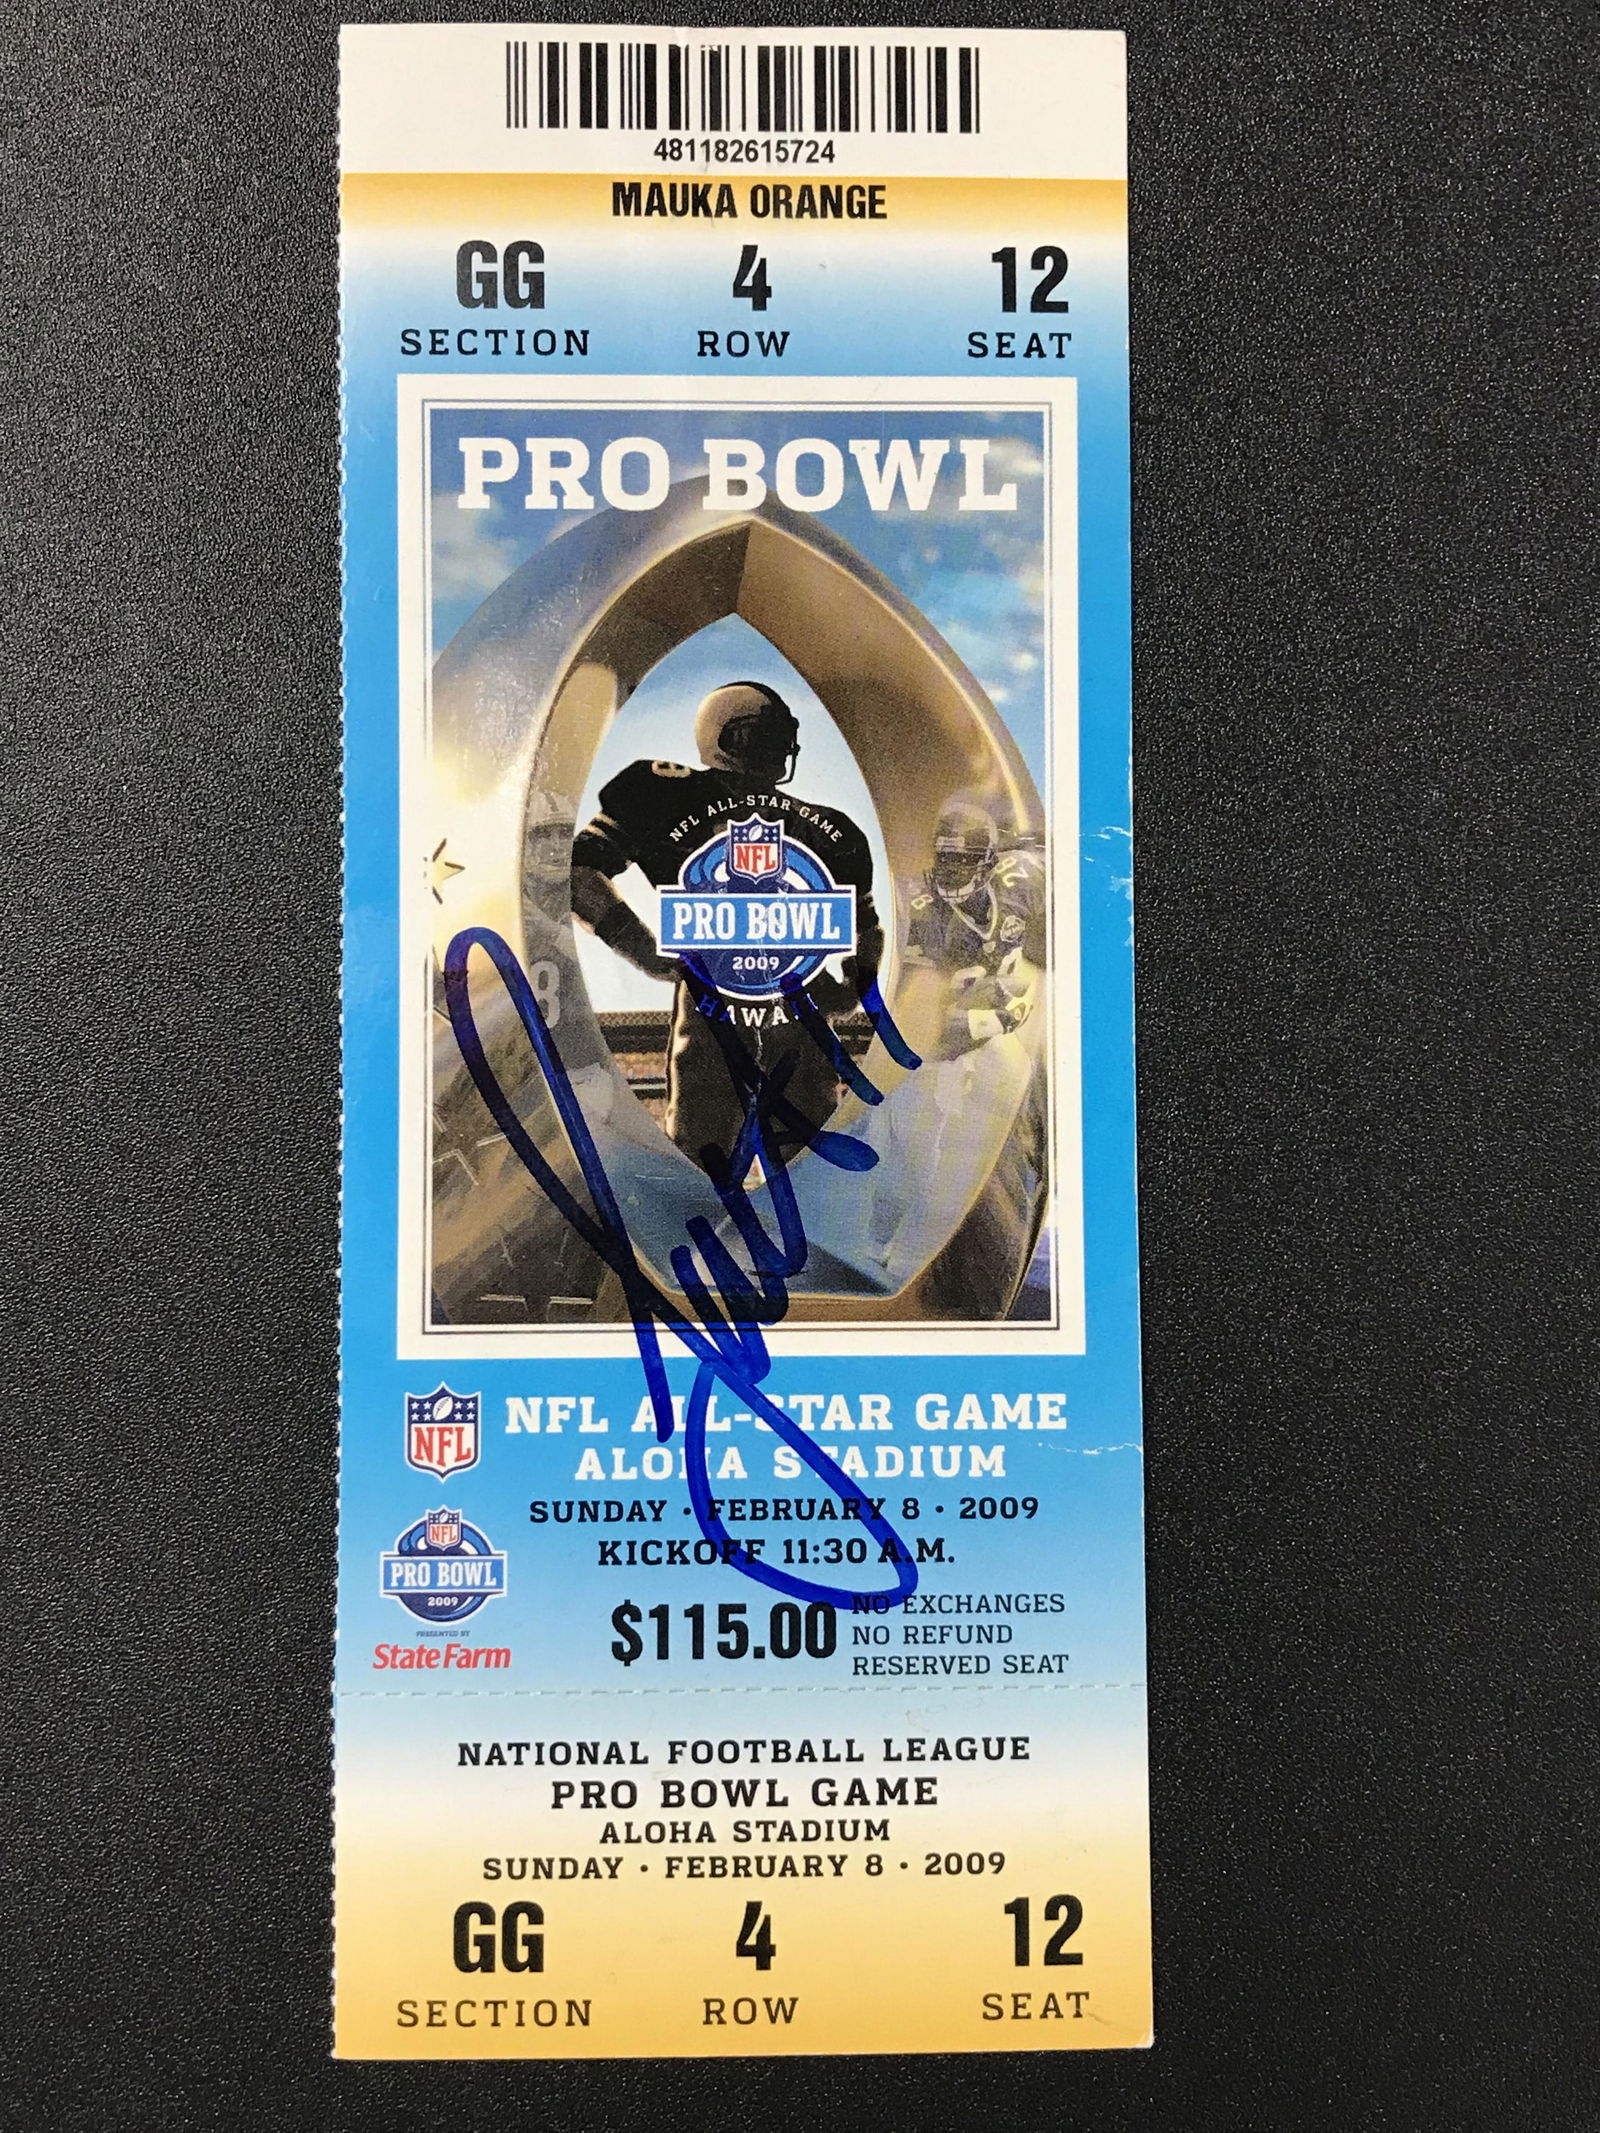 481182615724
MAUKA ORANGE
GG 4 12
SECTION ROW SEAT
PRO BOWL
NFL ALL-STAR GAME
NFL
PRO BOWL
2009
HAWAII
NFL
NFL ALL-STAR GAME
ALOHA STADIUM
SUNDAY · FEBRUARY 8 · 2009
KICKOFF 11:30 A.M.
NFL
PRO BOWL
2009
PRESENTED BY
State Farm
$115.00
NO EXCHANGES
NO REFUND
RESERVED SEAT
NATIONAL FOOTBALL LEAGUE
PRO BOWL GAME
ALOHA STADIUM
SUNDAY · FEBRUARY 8 · 2009
GG 4 12
SECTION ROW SEAT